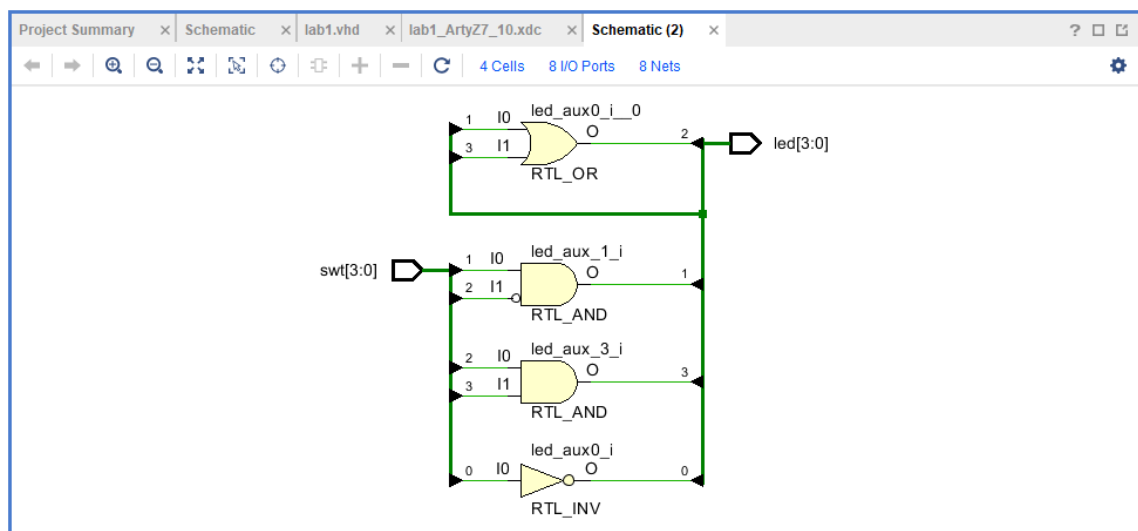 Project Summary × Schematic × lab1.vhd × lab1_ArtyZ7_10.xdc × Schematic (2) × ?
4 Cells 8 I/O Ports 8 Nets
led_aux0_i__0
1 I0 O 2 led[3:0]
3 I1
RTL_OR
led_aux_1_i
swt[3:0] 1 I0 O 1
2 I1
RTL_AND
led_aux_3_i
2 I0 O 3
3 I1
RTL_AND
led_aux0_i
0 I0 O 0
RTL_INV